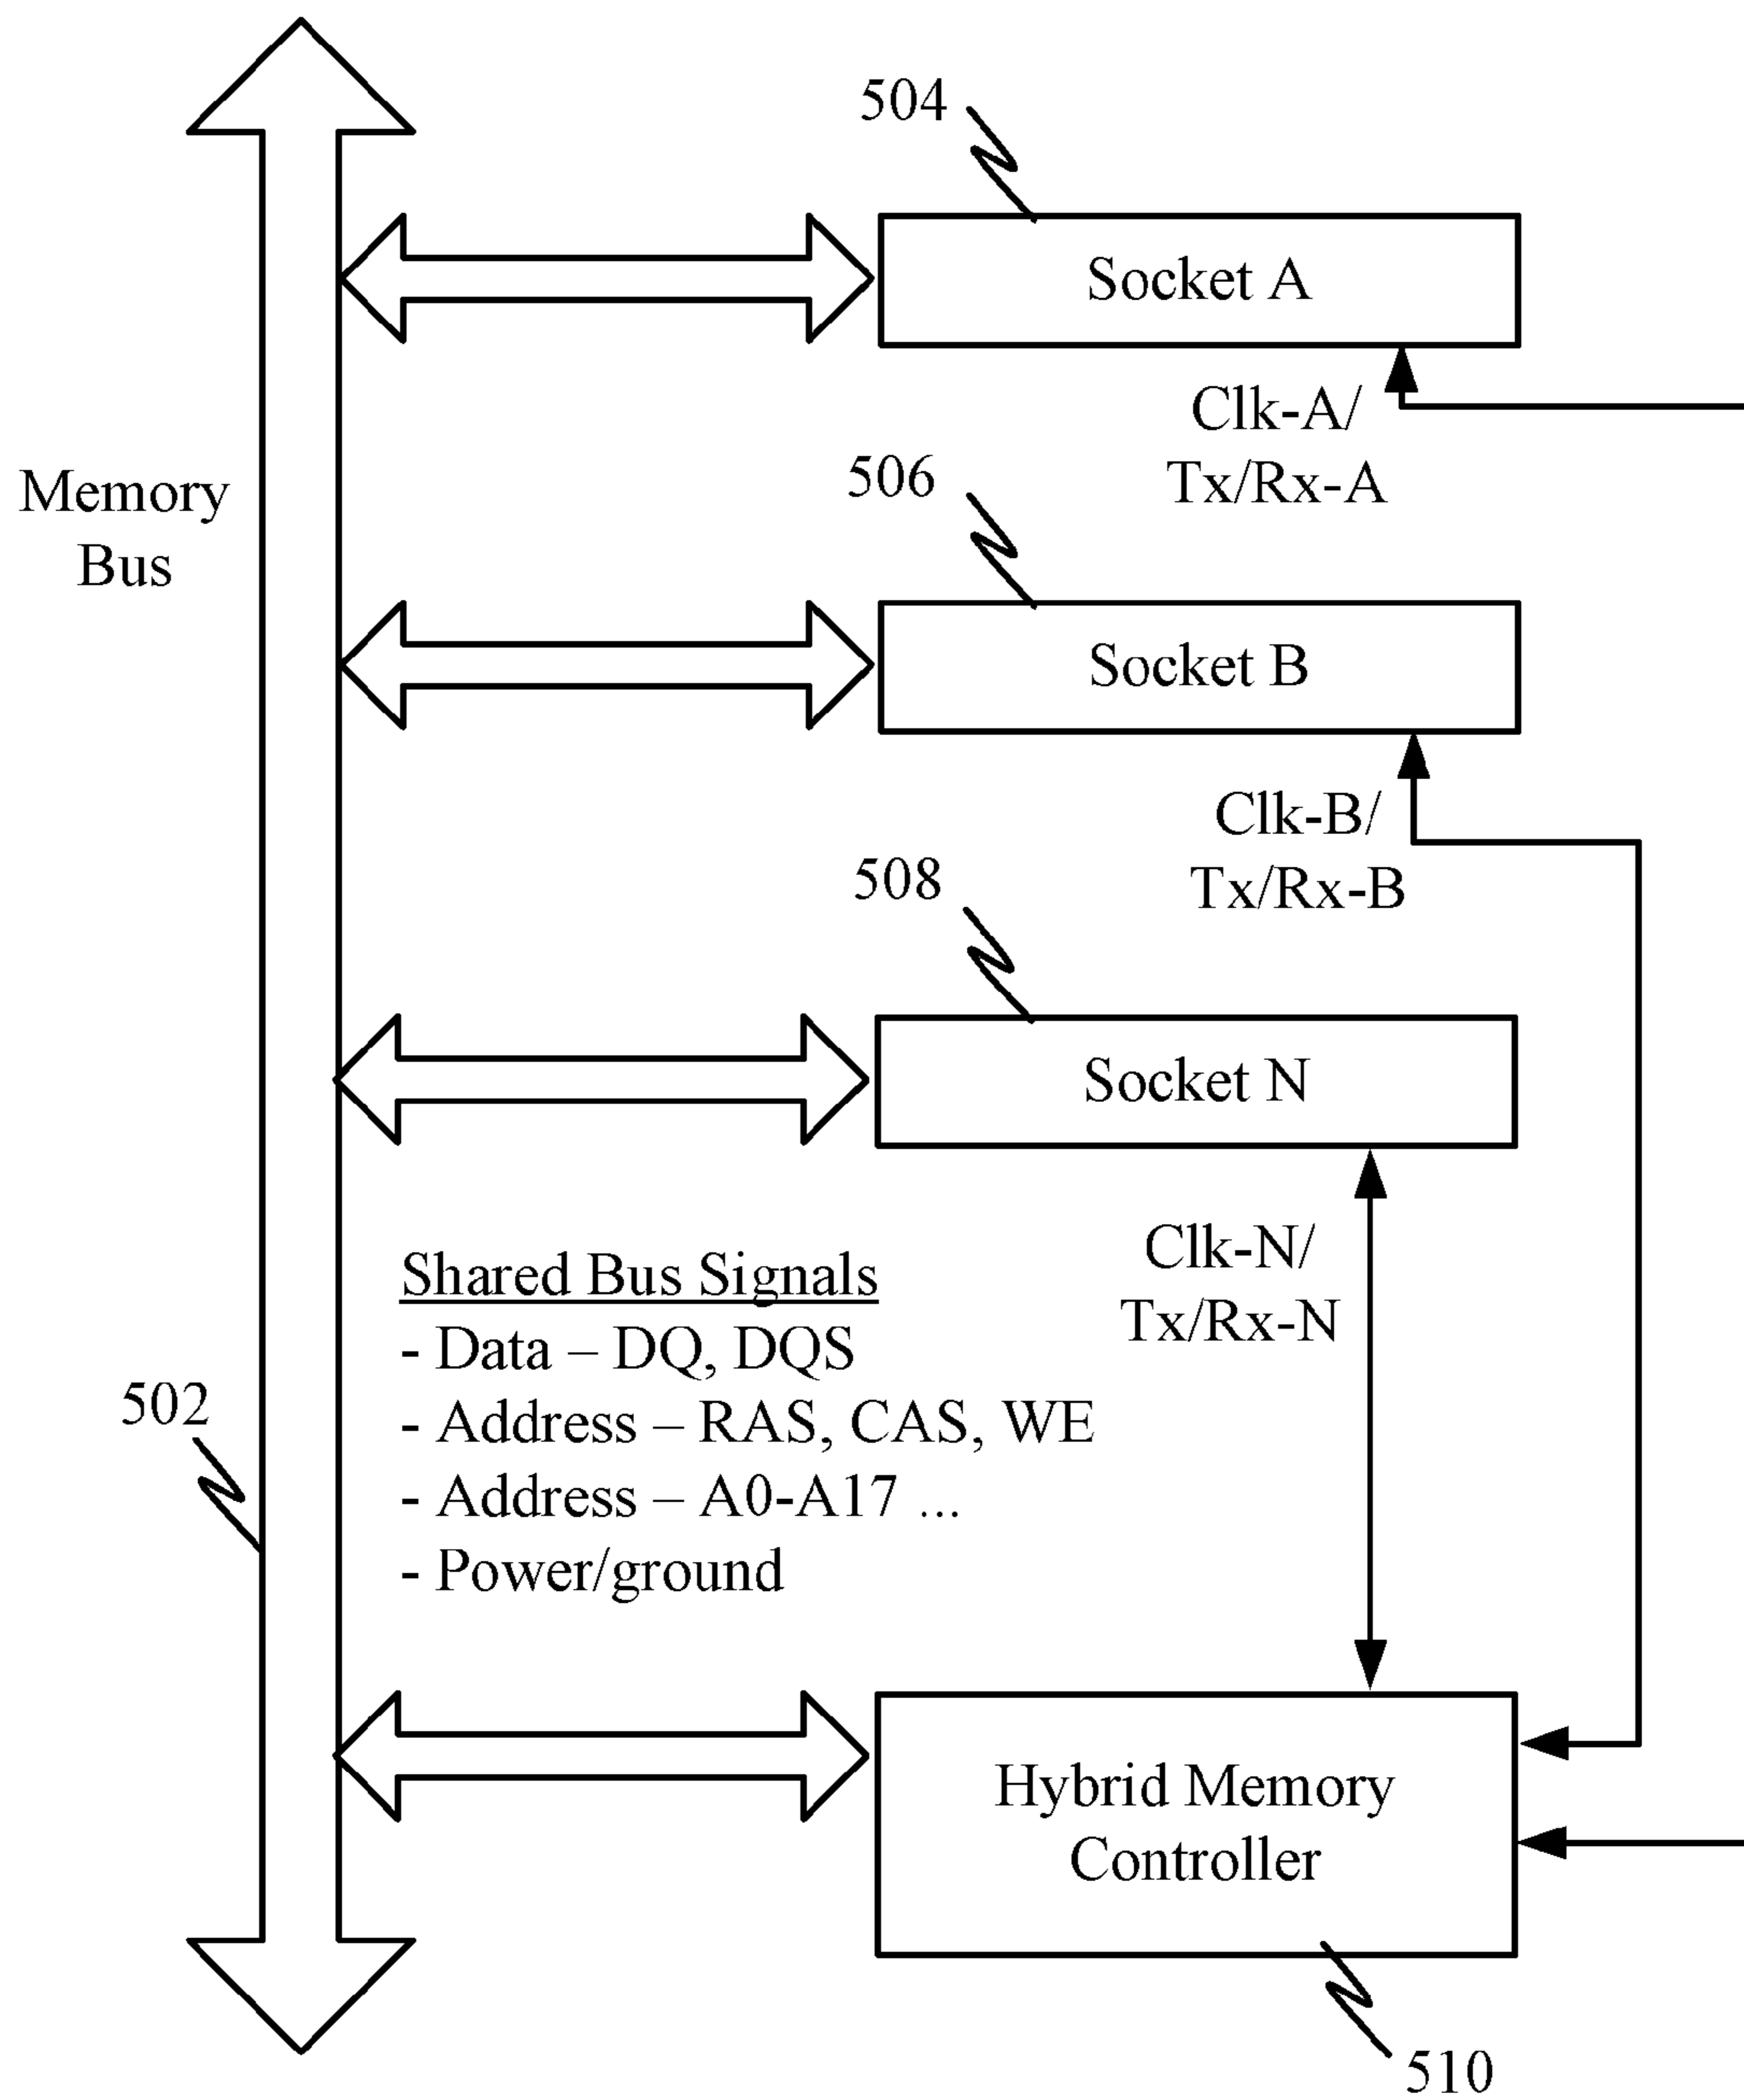 504
Socket A
Clk-A/
Tx/Rx-A
Memory
Bus
506
Socket B
Clk-B/
Tx/Rx-B
508
Socket N
Clk-N/
Tx/Rx-N
Shared Bus Signals
- Data – DQ, DQS
- Address – RAS, CAS, WE
- Address – A0-A17 ...
- Power/ground
502
Hybrid Memory
Controller
510